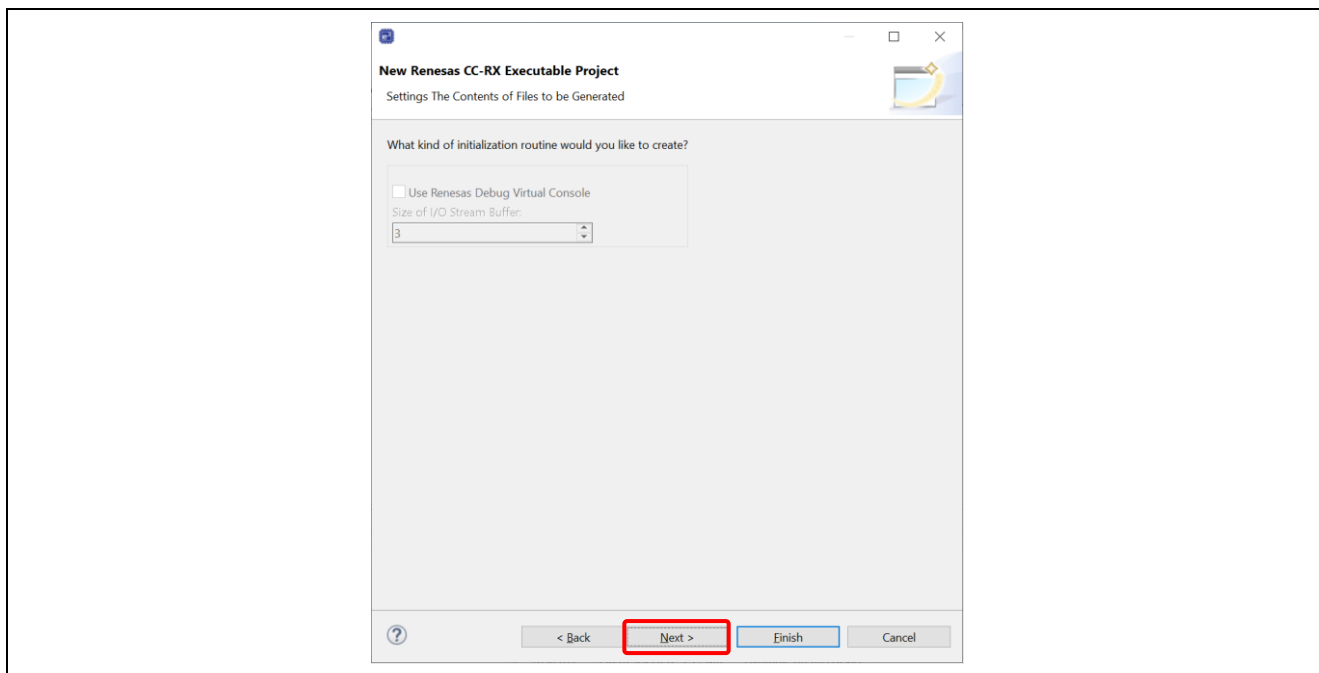 New Renesas CC-RX Executable Project
Settings The Contents of Files to be Generated
What kind of initialization routine would you like to create?
Use Renesas Debug Virtual Console
Size of I/O Stream Buffer:
3
?
< Back Next > Finish Cancel